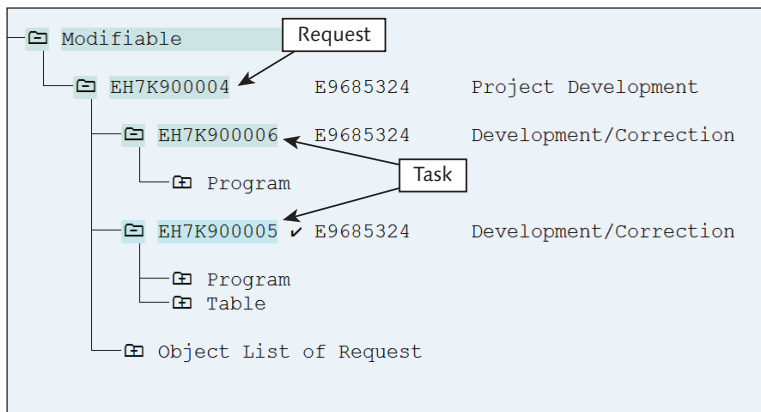 Modifiable
Request
EH7K900004 E9685324 Project Development
EH7K900006 E9685324 Development/Correction
Task
Program
EH7K900005 ✔ E9685324 Development/Correction
Program
Table
Object List of Request